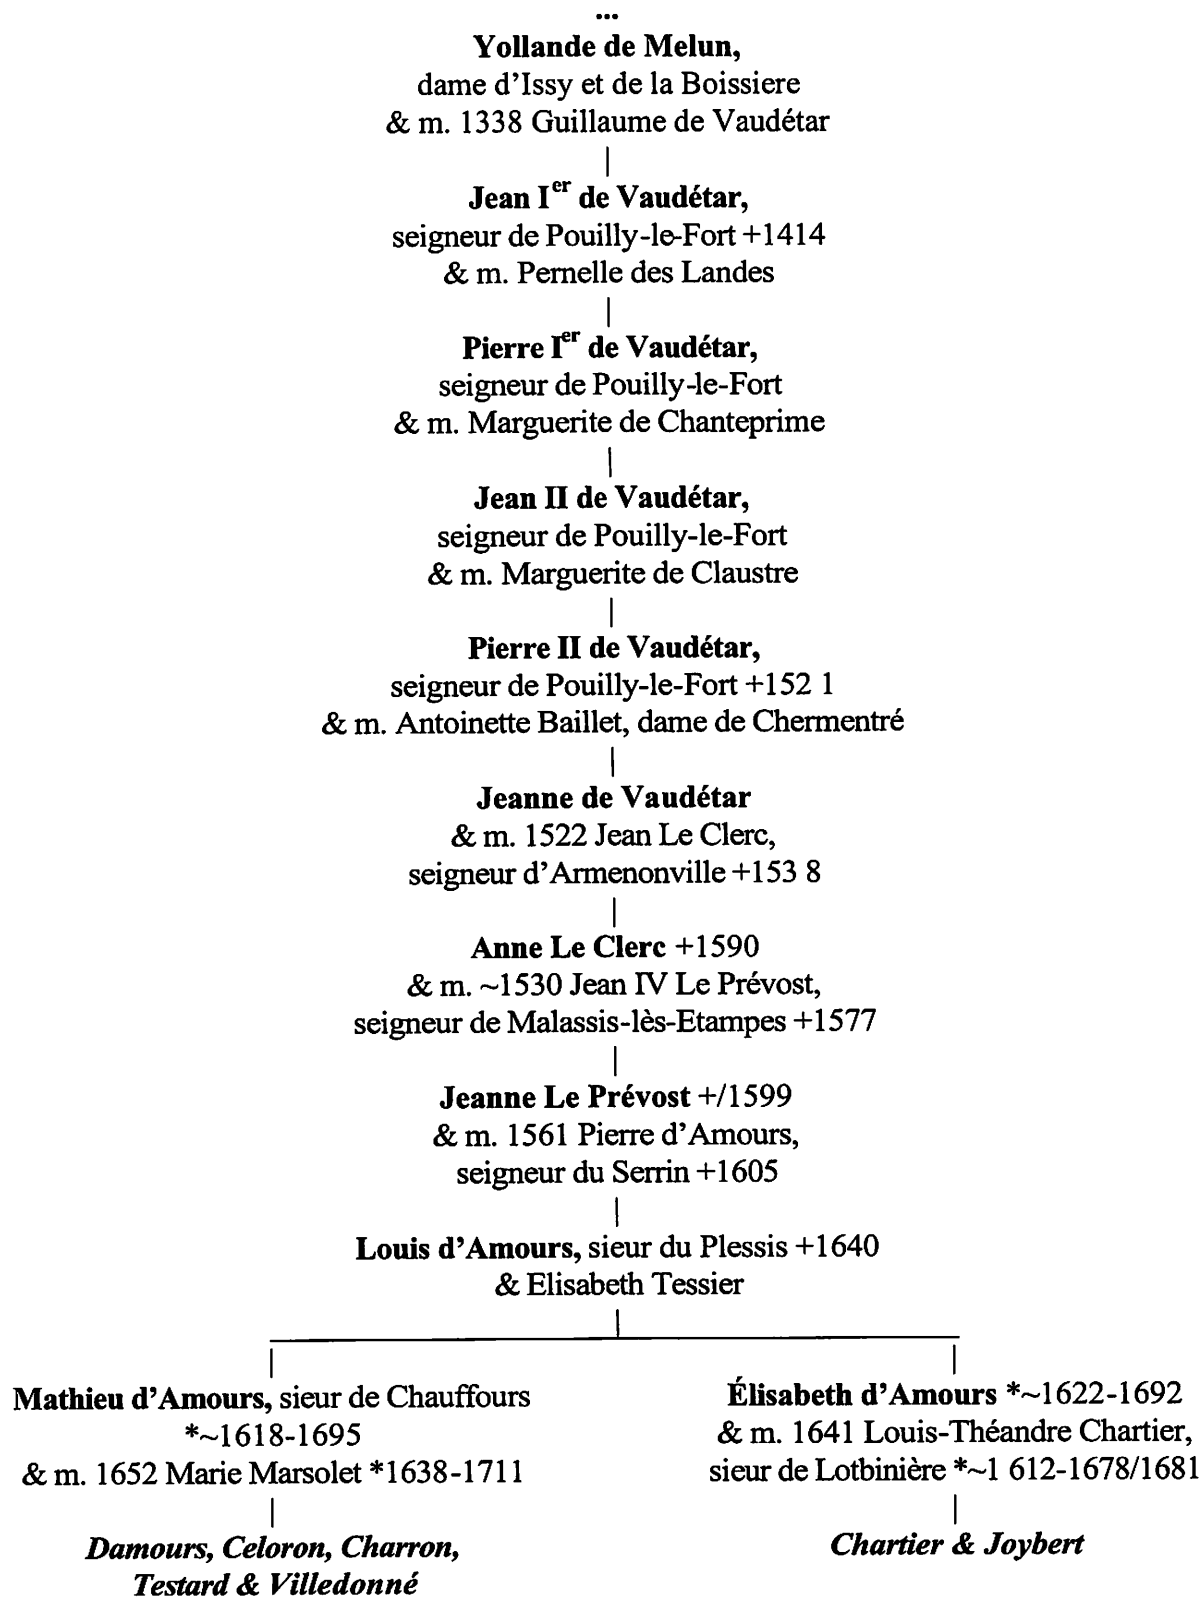 ...
Yollande de Melun,
dame d'Issy et de la Boissiere
& m. 1338 Guillaume de Vaudétar
Jean Ier de Vaudétar,
seigneur de Pouilly-le-Fort +1414
& m. Pernelle des Landes
Pierre Ier de Vaudétar,
seigneur de Pouilly-le-Fort
& m. Marguerite de Chanteprime
Jean II de Vaudétar,
seigneur de Pouilly-le-Fort
& m. Marguerite de Claustre
Pierre II de Vaudétar,
seigneur de Pouilly-le-Fort +152 1
& m. Antoinette Baillet, dame de Chermentré
Jeanne de Vaudétar
& m. 1522 Jean Le Clerc,
seigneur d'Armenonville +153 8
Anne Le Clerc +1590
& m. ~1530 Jean IV Le Prévost,
seigneur de Malassis-lès-Etampes +1577
Jeanne Le Prévost +/1599
& m. 1561 Pierre d'Amours,
seigneur du Serrin +1605
Louis d'Amours, sieur du Plessis +1640
& Elisabeth Tessier
Mathieu d'Amours, sieur de Chauffours
*~1618-1695
& m. 1652 Marie Marsolet *1638-1711
Damours, Celoron, Charron,
Testard & Villedonné
Élisabeth d'Amours *~1622-1692
& m. 1641 Louis-Théandre Chartier,
sieur de Lotbinière *~1 612-1678/1681
Chartier & Joybert